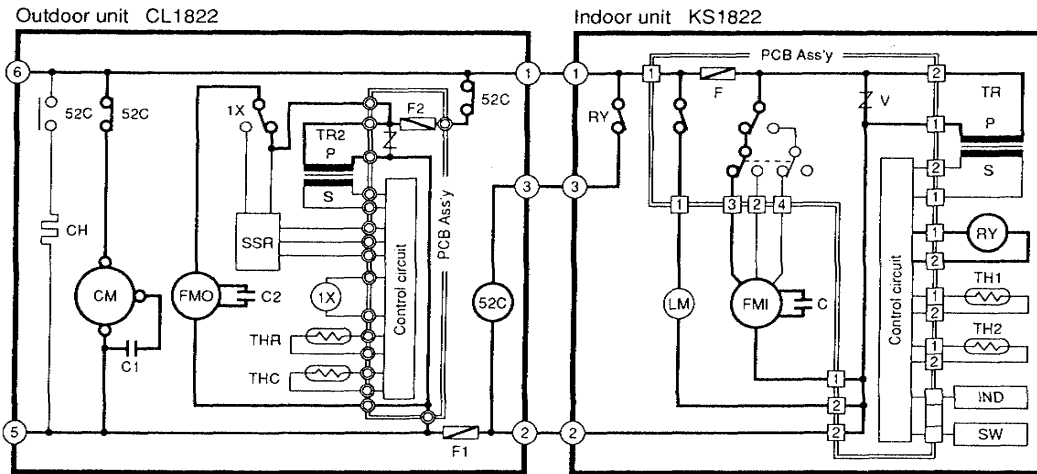 Outdoor unit CL1822
Indoor unit KS1822
6
1
1
PCB Ass'y
1
2
52C
52C
1X
F2
52C
RY
F
V
TR
P
TR2
P
1
3
3
S
S
2
1
CH
SSR
PCB Ass'y
1
3
2
4
1
RY
2
CM
FMO
C2
1X
Control circuit
52C
LM
FMI
C
Control circuit
1
TH1
2
C1
THR
1
TH2
2
THC
1
2
IND
5
F1
2
2
2
SW